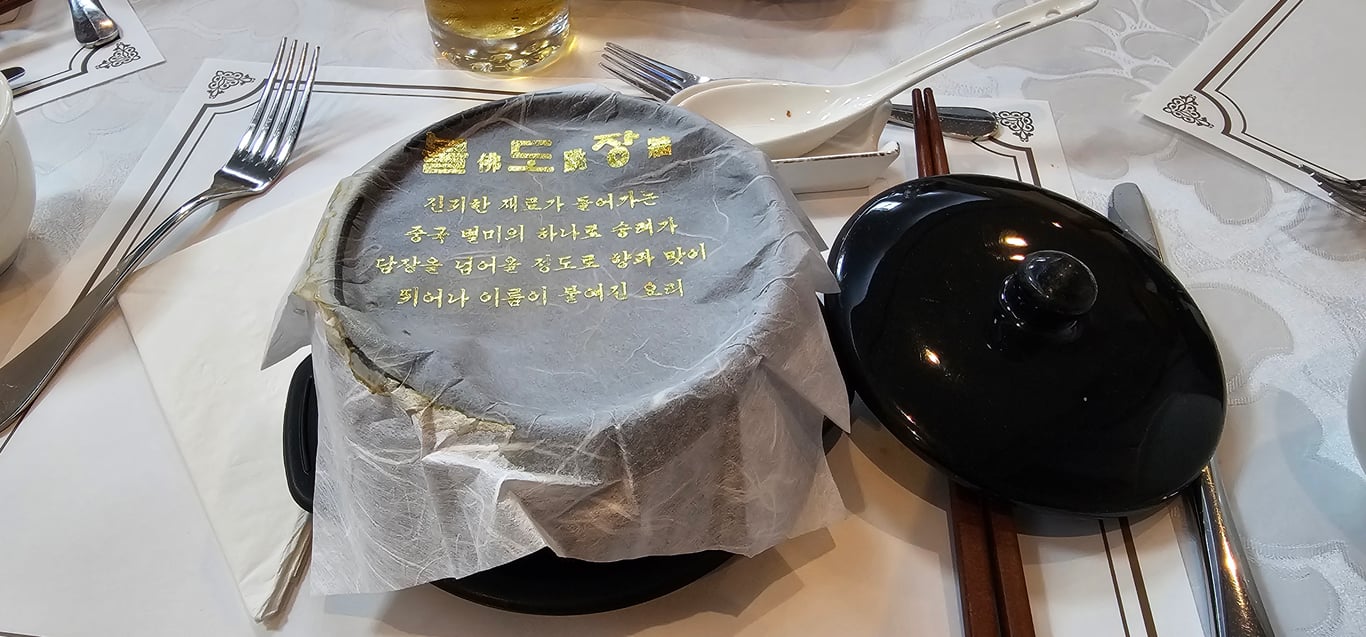 불佛도跳장墻
진귀한 재료가 들어가는
중국 별미의 하나로 승려가
담장을 넘어올 정도로 향과 맛이
뛰어나 이름이 붙여진 요리